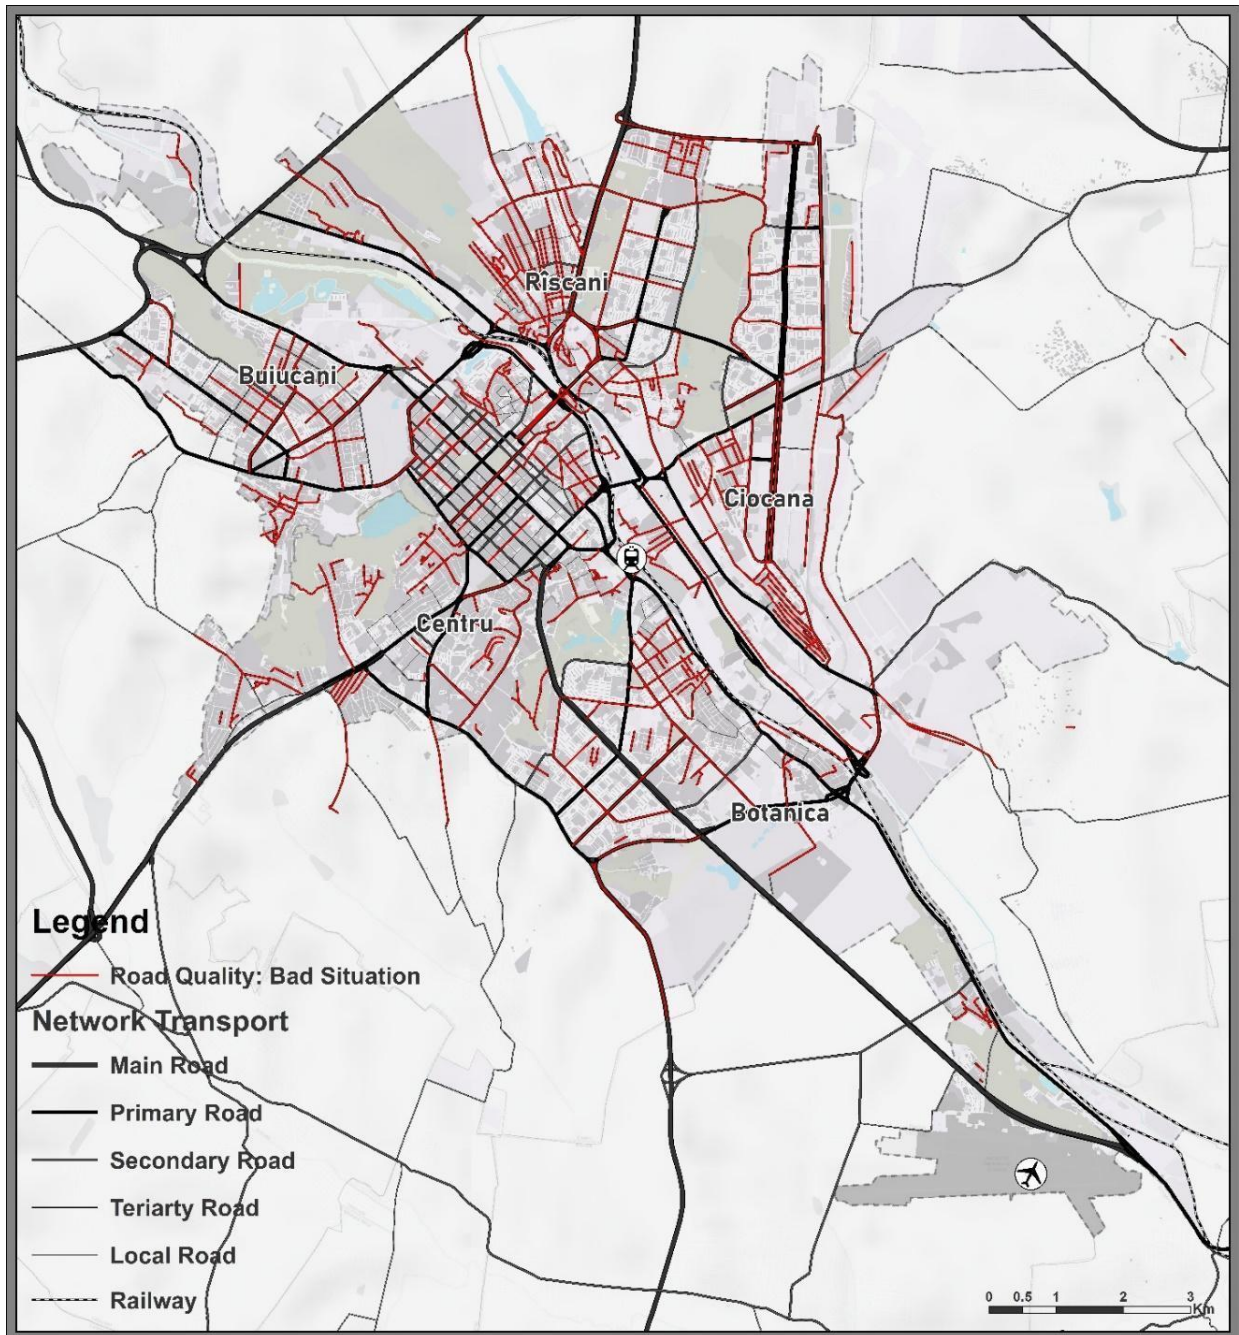 Rîscani
Buiucani
Ciocana
Centru
Botanica
Legend
Road Quality: Bad Situation
Network Transport
Main Road
Primary Road
Secondary Road
Teriarty Road
Local Road
Railway
0 0.5 1 2 3
Km